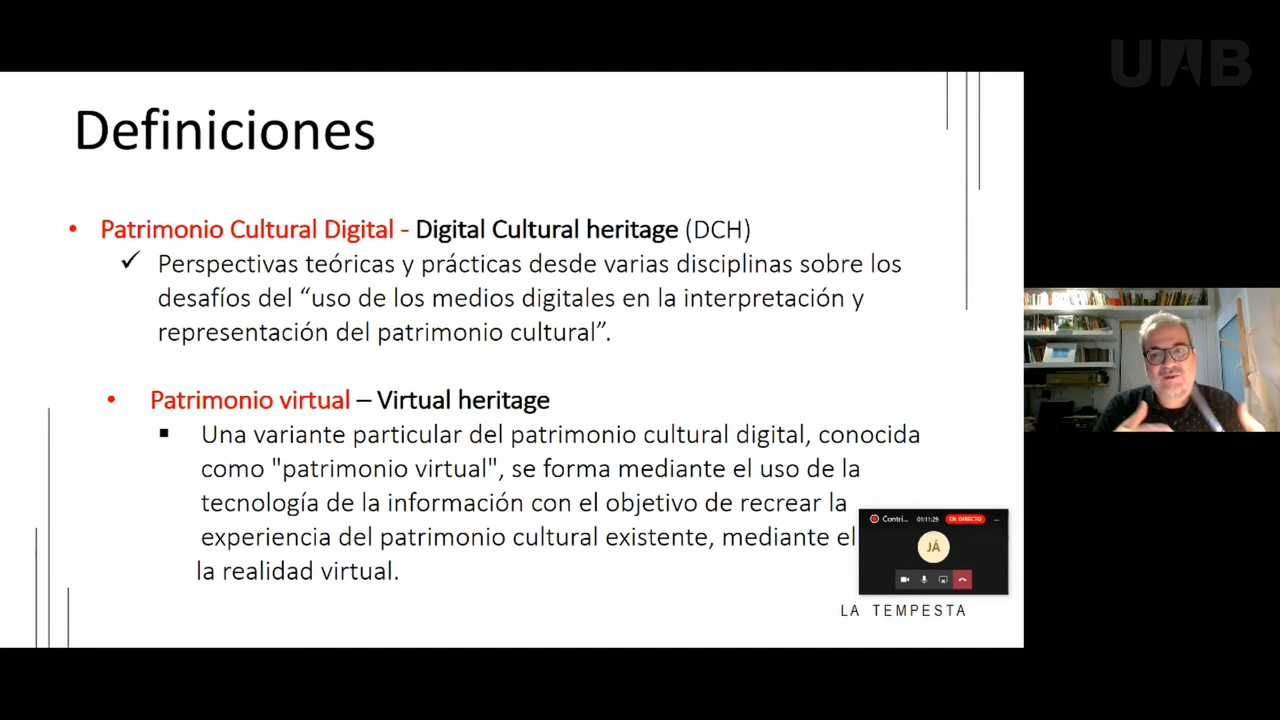 UAB
Definiciones
• Patrimonio Cultural Digital - Digital Cultural heritage (DCH)
✓ Perspectivas teóricas y prácticas desde varias disciplinas sobre los
desafíos del “uso de los medios digitales en la interpretación y
representación del patrimonio cultural”.
• Patrimonio virtual – Virtual heritage
▪ Una variante particular del patrimonio cultural digital, conocida
como "patrimonio virtual", se forma mediante el uso de la
tecnología de la información con el objetivo de recrear la
experiencia del patrimonio cultural existente, mediante el
la realidad virtual.
Contri... 01:11:29 EN DIRECTO
JÁ
LA TEMPESTA